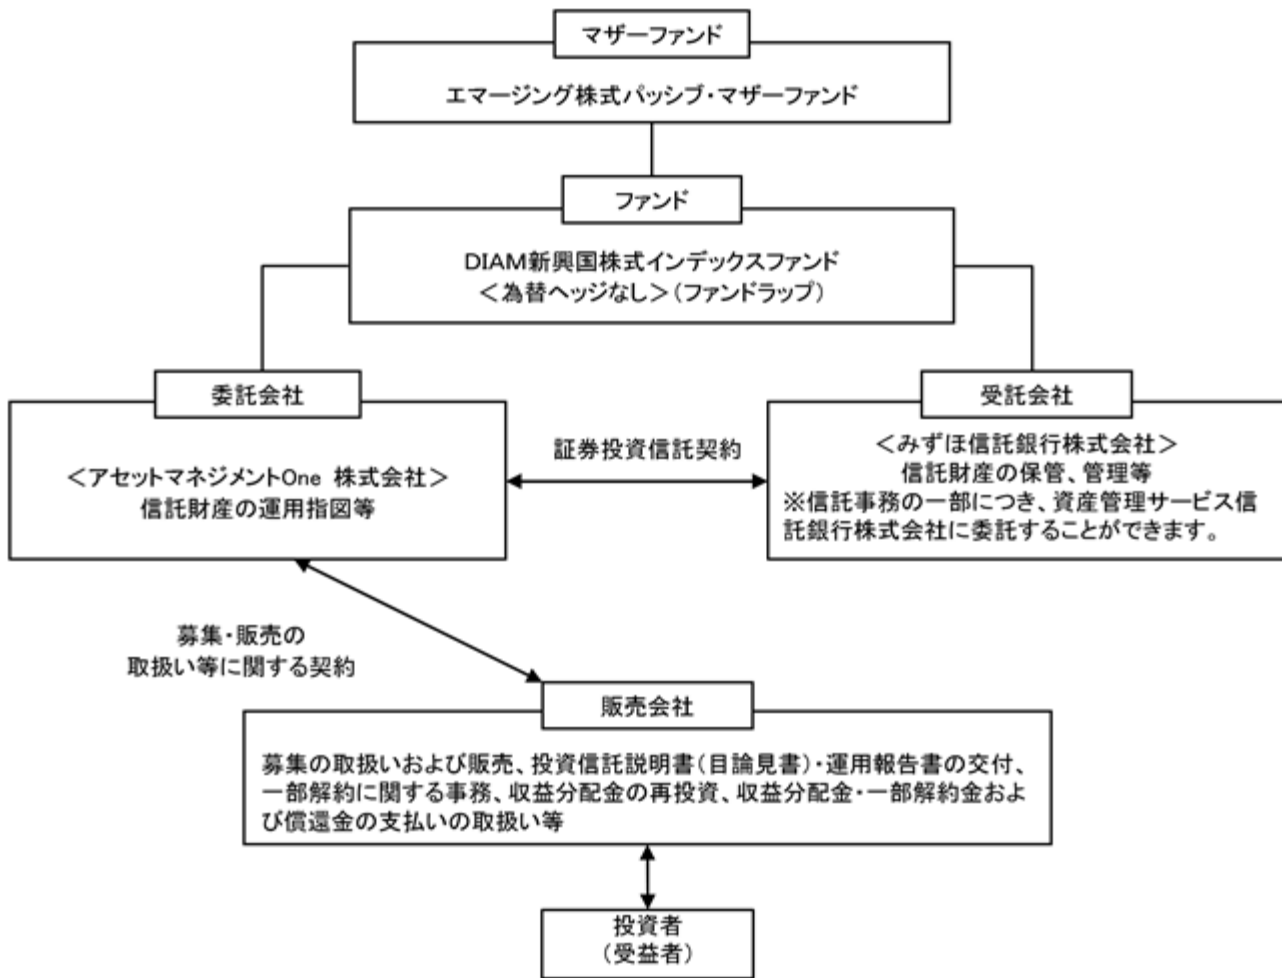 マザーファンド
エマージング株式パッシブ・マザーファンド
ファンド
DIAM新興国株式インデックスファンド
＜為替ヘッジなし＞(ファンドラップ)
委託会社
＜アセットマネジメントOne 株式会社＞
信託財産の運用指図等
証券投資信託契約
受託会社
＜みずほ信託銀行株式会社＞
信託財産の保管、管理等
※信託事務の一部につき、資産管理サービス信
託銀行株式会社に委託することができます。
募集・販売の
取扱い等に関する契約
販売会社
募集の取扱いおよび販売、投資信託説明書(目論見書)・運用報告書の交付、
一部解約に関する事務、収益分配金の再投資、収益分配金・一部解約金およ
び償還金の支払いの取扱い等
投資者
(受益者)